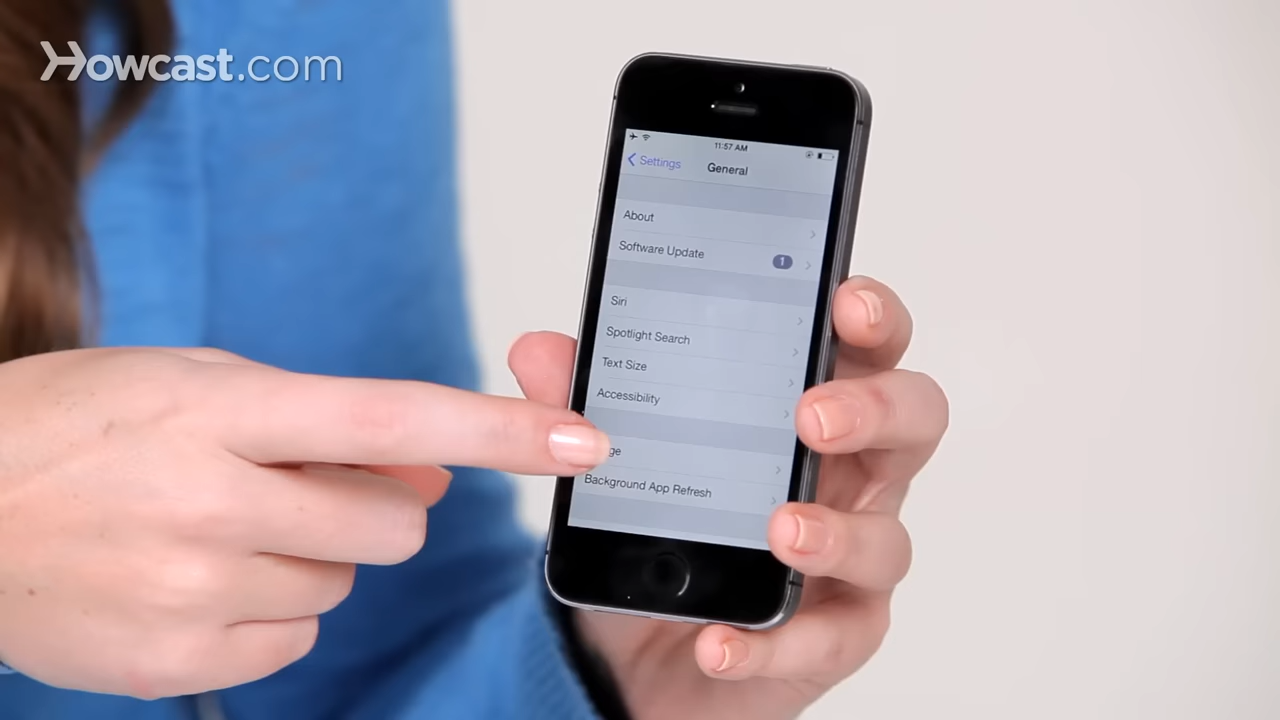 Howcast.com
11:57 AM
Settings
General
About
Software Update 1
Siri
Spotlight Search
Text Size
Accessibility
ge
Background App Refresh